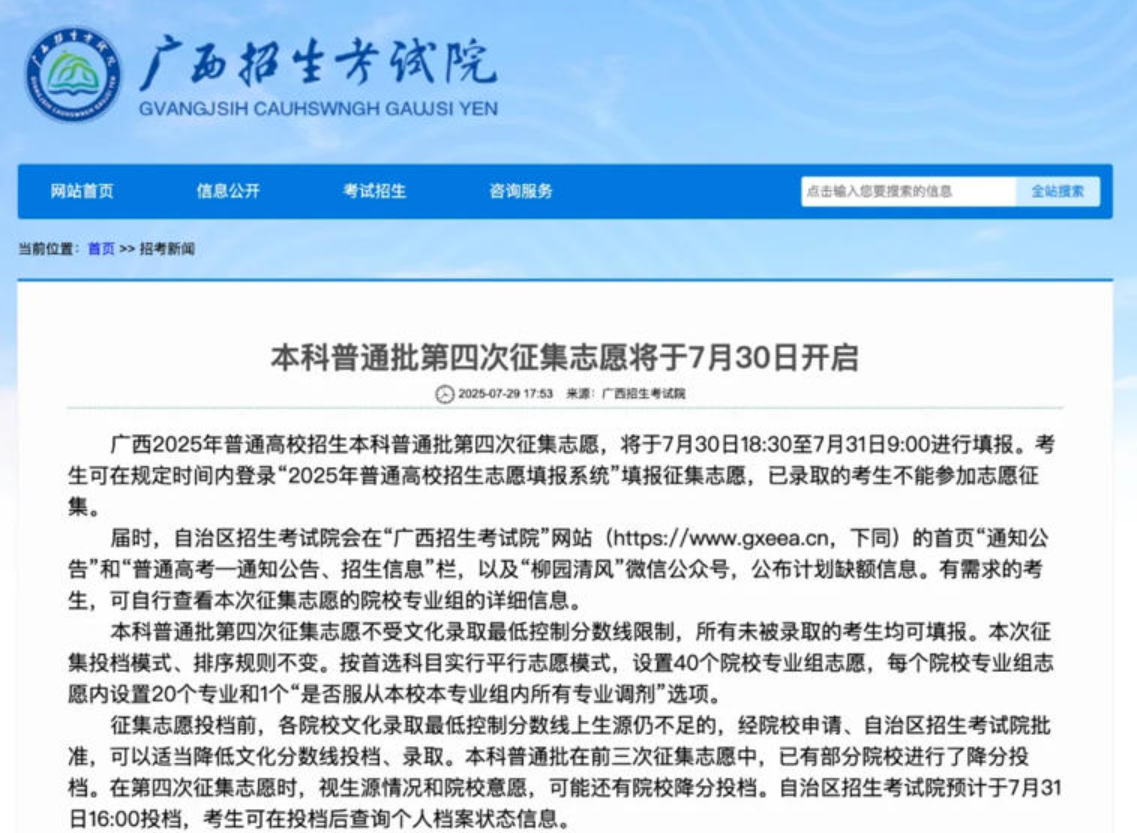 广西招生考试院
GVANGJSIH CAUHSWNGH GAUJSI YEN
网站首页 信息公开 考试招生 咨询服务 点击输入您要搜索的信息 全站搜索
当前位置：首页 >> 招考新闻
本科普通批第四次征集志愿将于7月30日开启
2025-07-29 17:53 来源：广西招生考试院
广西2025年普通高校招生本科普通批第四次征集志愿，将于7月30日18:30至7月31日9:00进行填报。考
生可在规定时间内登录“2025年普通高校招生志愿填报系统”填报征集志愿，已录取的考生不能参加志愿征
集。
届时，自治区招生考试院会在“广西招生考试院”网站（https://www.gxeea.cn，下同）的首页“通知公
告”和“普通高考—通知公告、招生信息”栏，以及“柳园清风”微信公众号，公布计划缺额信息。有需求的考
生，可自行查看本次征集志愿的院校专业组的详细信息。
本科普通批第四次征集志愿不受文化录取最低控制分数线限制，所有未被录取的考生均可填报。本次征
集投档模式、排序规则不变。按首选科目实行平行志愿模式，设置40个院校专业组志愿，每个院校专业组志
愿内设置20个专业和1个“是否服从本校本专业组内所有专业调剂”选项。
征集志愿投档前，各院校文化录取最低控制分数线上生源仍不足的，经院校申请、自治区招生考试院批
准，可以适当降低文化分数线投档、录取。本科普通批在前三次征集志愿中，已有部分院校进行了降分投
档。在第四次征集志愿时，视生源情况和院校意愿，可能还有院校降分投档。自治区招生考试院预计于7月31
日16:00投档，考生可在投档后查询个人档案状态信息。